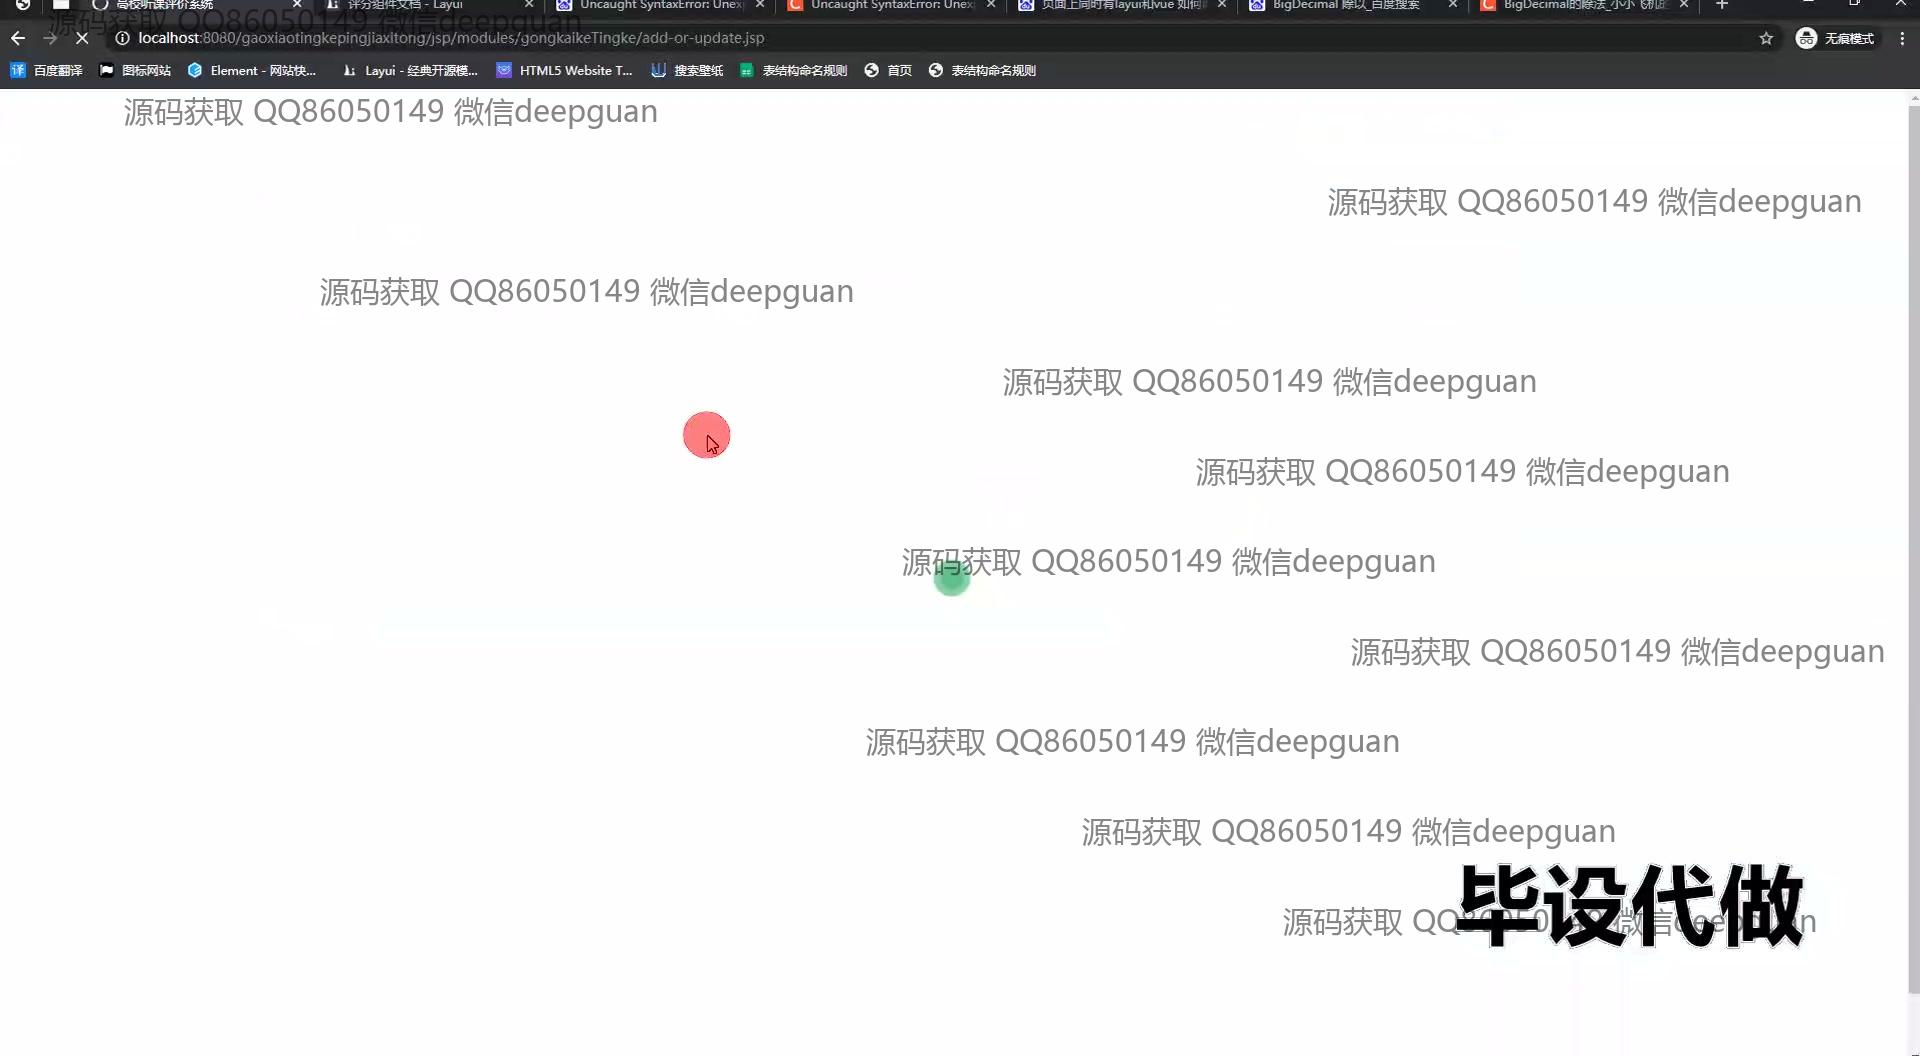 高校听课评价系统
评分组件文档 - Layui
Uncaught SyntaxError: Unex
Uncaught SyntaxError: Unex
页面上同时有layui和vue 如何
BigDecimal 除以_百度搜索
BigDecimal的除法_小小飞机的
源码获取 QQ86050149 微信deepguan
localhost:8080/gaoxiaotingkepingjiaxitong/jsp/modules/gongkaikeTingke/add-or-update.jsp
无痕模式
百度翻译
图标网站
Element - 网站快...
Layui - 经典开源模...
HTML5 Website T...
搜索壁纸
表结构命名规则
首页
表结构命名规则
源码获取 QQ86050149 微信deepguan
源码获取 QQ86050149 微信deepguan
源码获取 QQ86050149 微信deepguan
源码获取 QQ86050149 微信deepguan
源码获取 QQ86050149 微信deepguan
源码获取 QQ86050149 微信deepguan
源码获取 QQ86050149 微信deepguan
源码获取 QQ86050149 微信deepguan
源码获取 QQ86050149 微信deepguan
源码获取 QQ86050149 微信deepguan
毕设代做